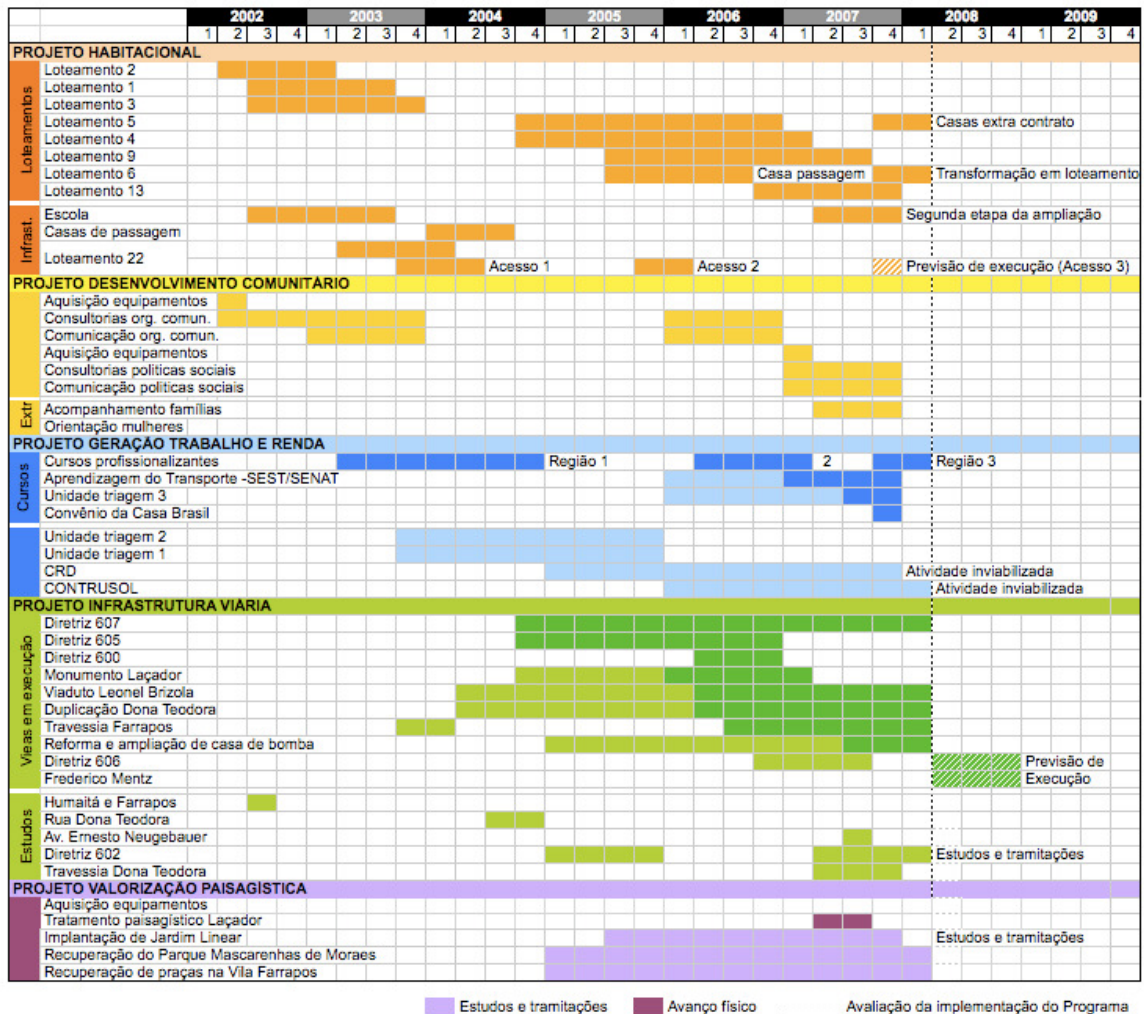 2002 2003 2004 2005 2006 2007 2008 2009
1 2 3 4 1 2 3 4 1 2 3 4 1 2 3 4 1 2 3 4 1 2 3 4 1 2 3 4 1 2 3 4
PROJETO HABITACIONAL
Loteamentos
Loteamento 2
Loteamento 1
Loteamento 3
Loteamento 5 Casas extra contrato
Loteamento 4
Loteamento 9
Loteamento 6 Casa passagem Transformação em loteamento
Loteamento 13
Infrast.
Escola Segunda etapa da ampliação
Casas de passagem
Loteamento 22
Acesso 1 Acesso 2 Previsão de execução (Acesso 3)
PROJETO DESENVOLVIMENTO COMUNITÁRIO
Aquisição equipamentos
Consultorias org. comun.
Comunicação org. comun.
Aquisição equipamentos
Consultorias politicas sociais
Comunicação politicas sociais
Extr
Acompanhamento famílias
Orientação mulheres
PROJETO GERAÇÃO TRABALHO E RENDA
Cursos
Cursos profissionalizantes Região 1 2 Região 3
Aprendizagem do Transporte -SEST/SENAT
Unidade triagem 3
Convênio da Casa Brasil
Unidade triagem 2
Unidade triagem 1
CRD Atividade inviabilizada
CONTRUSOL Atividade inviabilizada
PROJETO INFRASTRUTURA VIÁRIA
Vieas em execução
Diretriz 607
Diretriz 605
Diretriz 600
Monumento Laçador
Viaduto Leonel Brizola
Duplicação Dona Teodora
Travessia Farrapos
Reforma e ampliação de casa de bomba
Diretriz 606 Previsão de
Frederico Mentz Execução
Estudos
Humaitá e Farrapos
Rua Dona Teodora
Av. Ernesto Neugebauer
Diretriz 602 Estudos e tramitações
Travessia Dona Teodora
PROJETO VALORIZAÇÃO PAISAGÍSTICA
Aquisição equipamentos
Tratamento paisagístico Laçador
Implantação de Jardim Linear Estudos e tramitações
Recuperação do Parque Mascarenhas de Moraes
Recuperação de praças na Vila Farrapos
Estudos e tramitações Avanço físico Avaliação da implementação do Programa